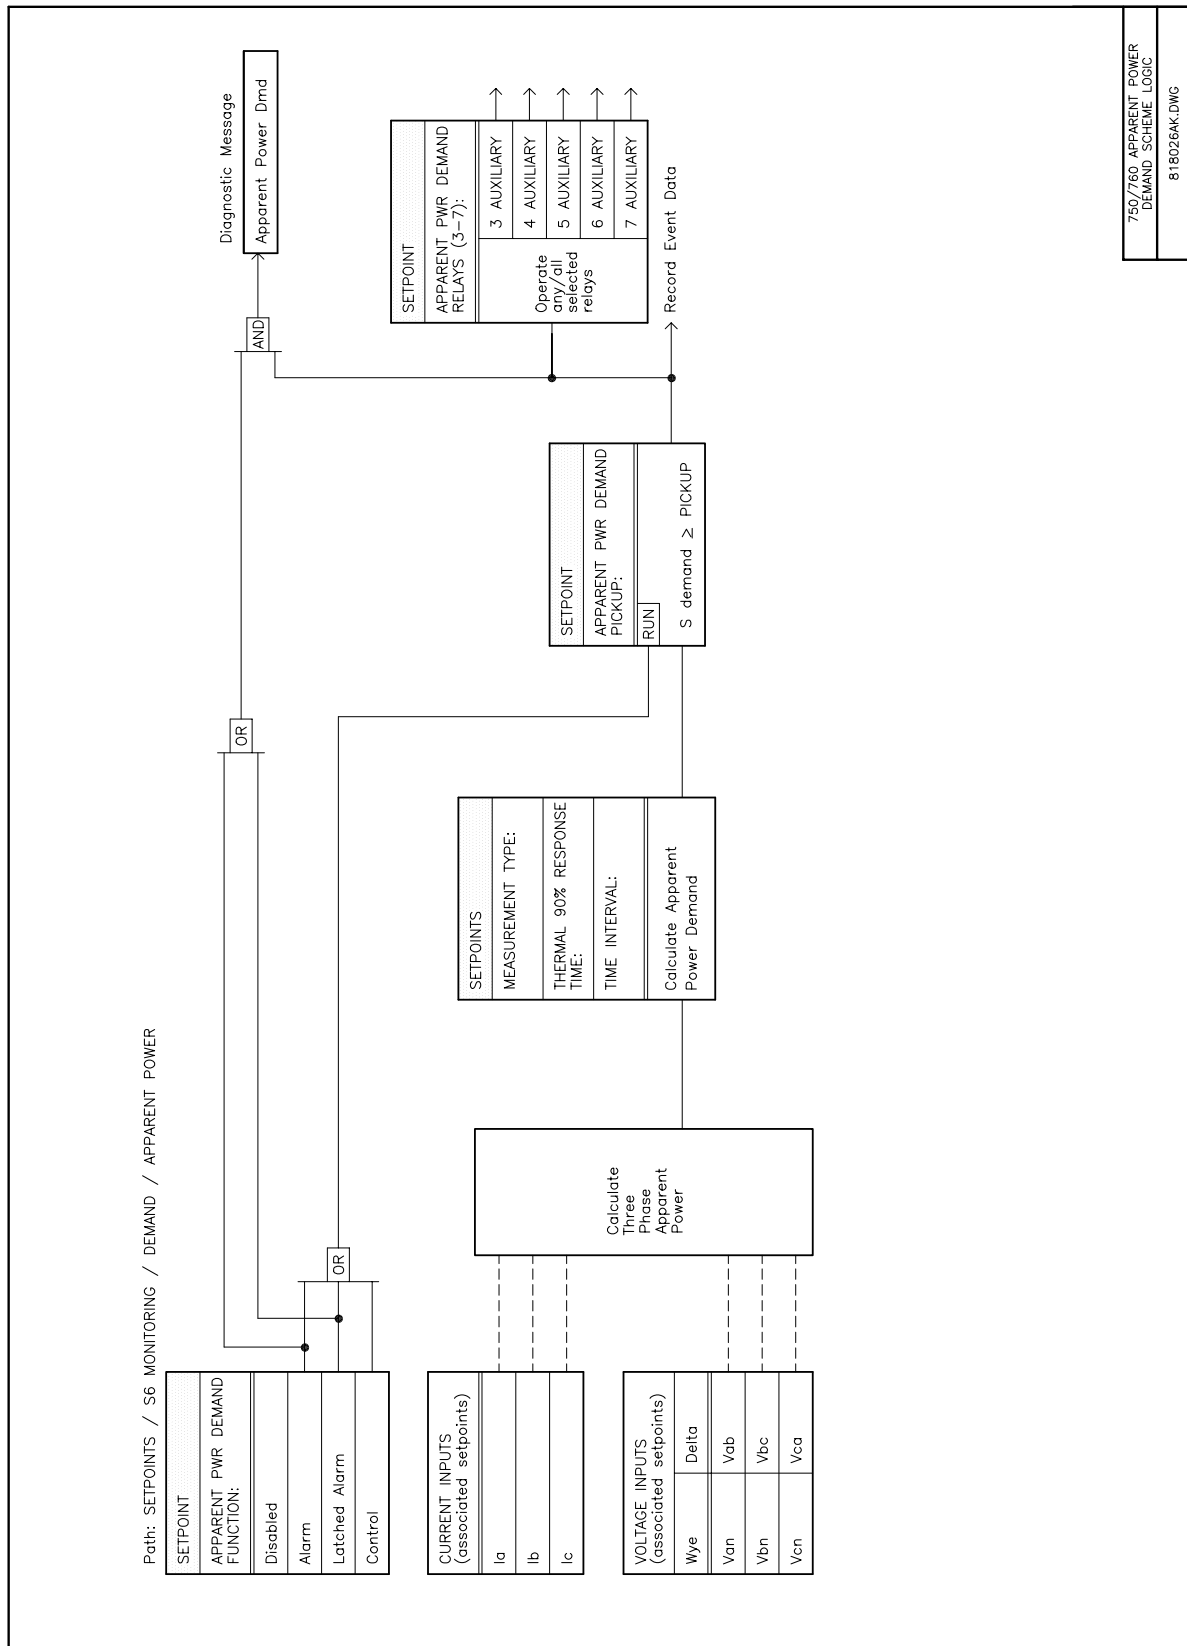 Path: SETPOINTS / S6 MONITORING / DEMAND / APPARENT POWER
SETPOINT
APPARENT PWR DEMAND
FUNCTION:
Disabled
Alarm
Latched Alarm
Control
OR
OR
AND
Diagnostic Message
Apparent Power Dmd
CURRENT INPUTS
(associated setpoints)
Ia
Ib
Ic
VOLTAGE INPUTS
(associated setpoints)
Wye Delta
Van Vab
Vbn Vbc
Vcn Vca
Calculate
Three
Phase
Apparent
Power
SETPOINTS
MEASUREMENT TYPE:
THERMAL 90% RESPONSE
TIME:
TIME INTERVAL:
Calculate Apparent
Power Demand
SETPOINT
APPARENT PWR DEMAND
PICKUP:
RUN
S demand ≥ PICKUP
SETPOINT
APPARENT PWR DEMAND
RELAYS (3-7):
Operate
any/all
selected
relays
3 AUXILIARY
4 AUXILIARY
5 AUXILIARY
6 AUXILIARY
7 AUXILIARY
Record Event Data
750/760 APPARENT POWER
DEMAND SCHEME LOGIC
818026AK.DWG